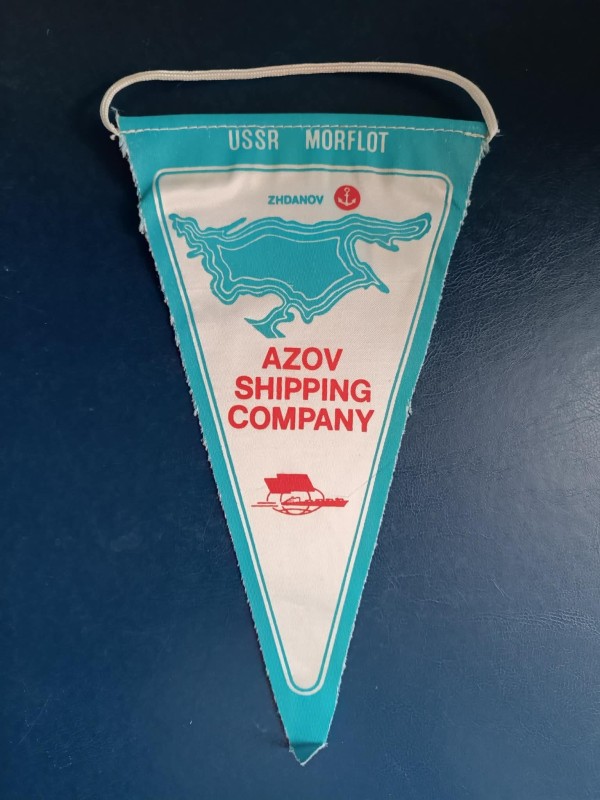 USSR MORFLOT
ZHDANOV
AZOV
SHIPPING
COMPANY